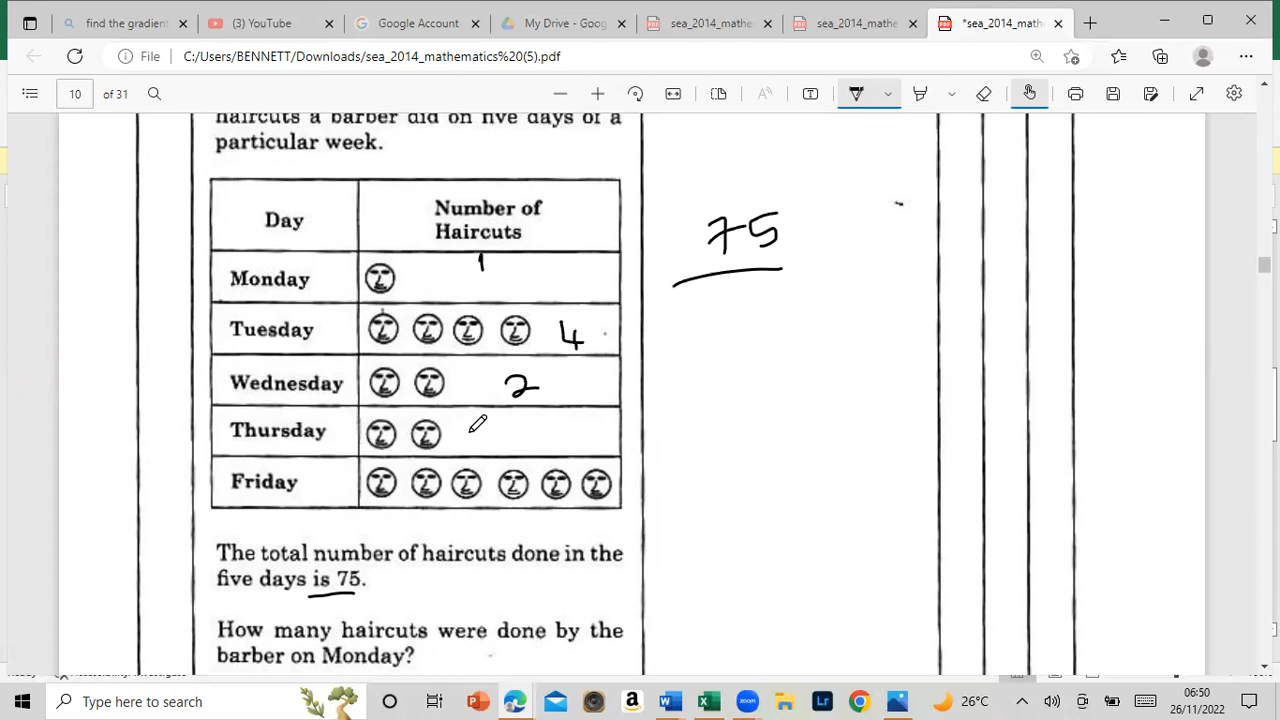 find the gradient
(3) YouTube
Google Account
My Drive - Goog
sea_2014_mathe
sea_2014_mathe
*sea_2014_math
File C:/Users/BENNETT/Downloads/sea_2014_mathematics%20(5).pdf
10 of 31
haircuts a barber did on five days of a
particular week.
Day Number of
Haircuts
Monday 1
Tuesday 4
Wednesday 2
Thursday
Friday
75
The total number of haircuts done in the
five days is 75.
How many haircuts were done by the
barber on Monday?
Type here to search
26°C
06:50
26/11/2022